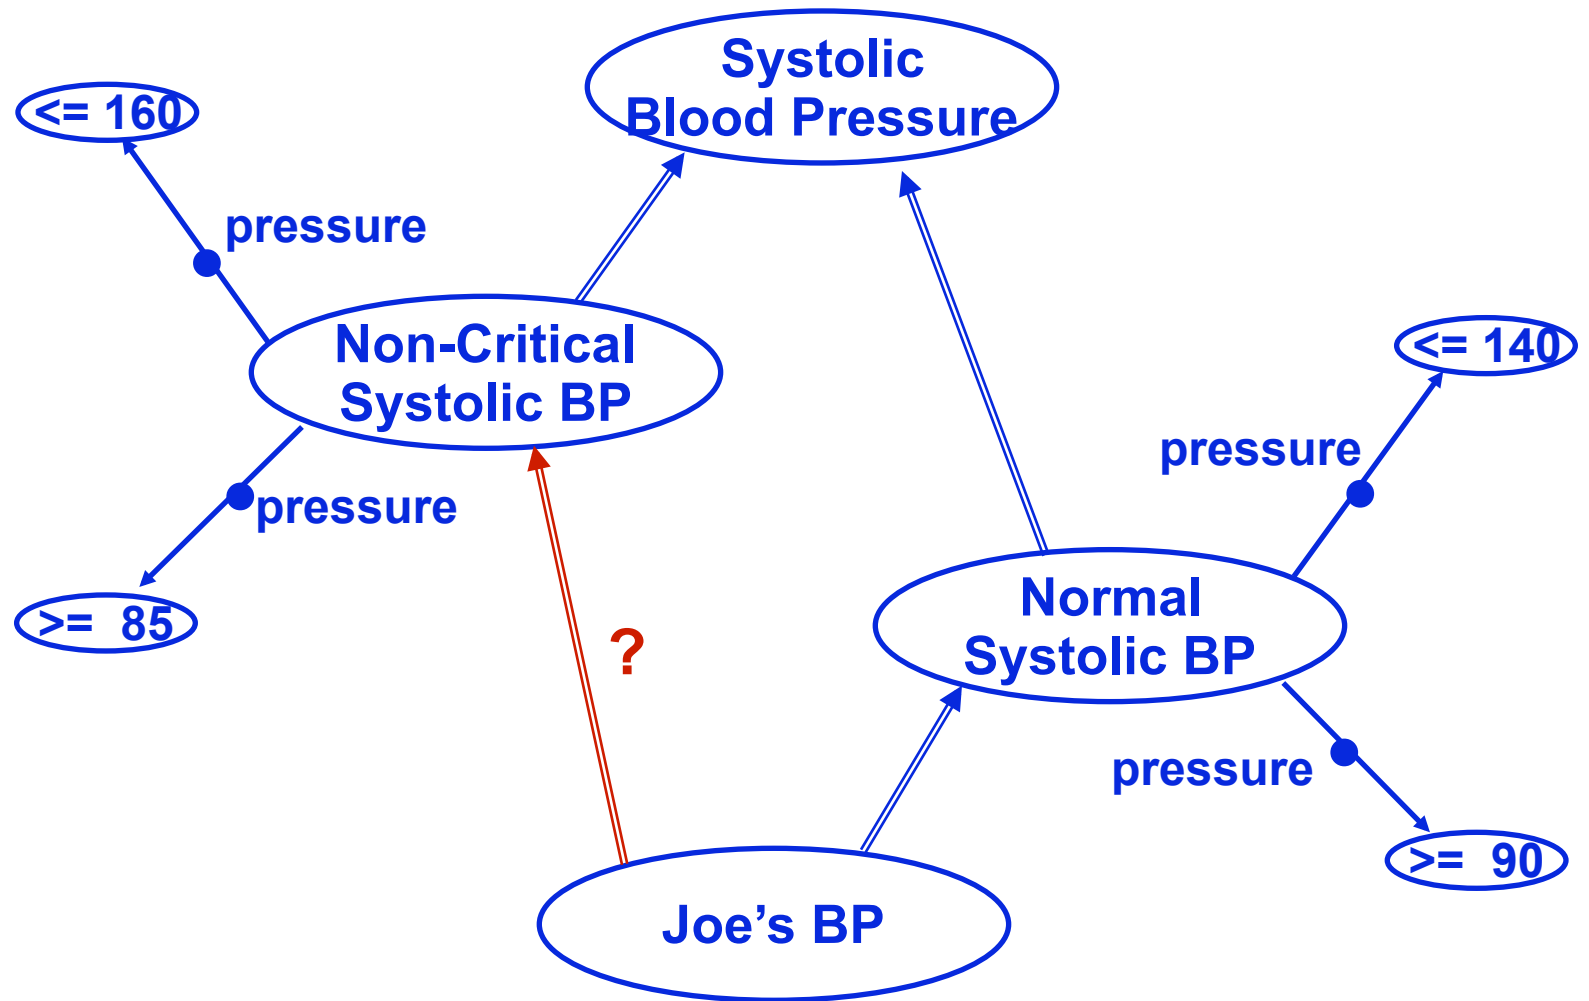 Systolic
Blood Pressure
<= 160
pressure
Non-Critical
Systolic BP
<= 140
pressure
pressure
>= 85
?
Normal
Systolic BP
pressure
>= 90
Joe’s BP